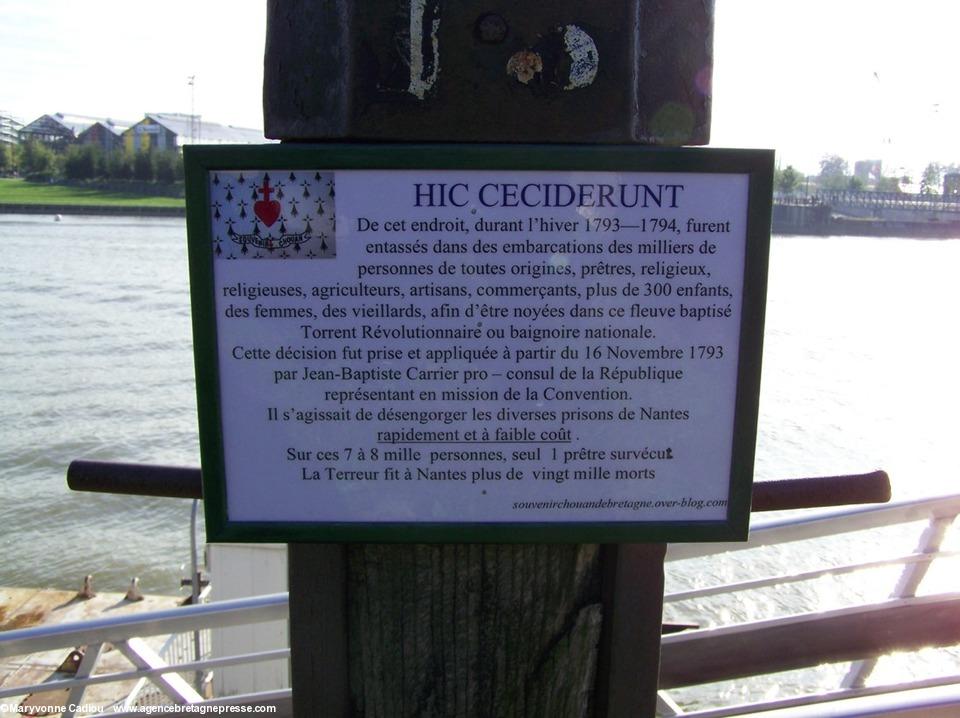 HIC CECIDERUNT
SOUVENIR CHOUAN
De cet endroit, durant l'hiver 1793—1794, furent
entassés dans des embarcations des milliers de
personnes de toutes origines, prêtres, religieux,
religieuses, agriculteurs, artisans, commerçants, plus de 300 enfants,
des femmes, des vieillards, afin d'être noyées dans ce fleuve baptisé
Torrent Révolutionnaire ou baignoire nationale.
Cette décision fut prise et appliquée à partir du 16 Novembre 1793
par Jean-Baptiste Carrier pro – consul de la République
représentant en mission de la Convention.
Il s'agissait de désengorger les diverses prisons de Nantes
rapidement et à faible coût .
Sur ces 7 à 8 mille personnes, seul 1 prêtre survécut
La Terreur fit à Nantes plus de vingt mille morts
souvenirchouandebretagne.over-blog.com
©Maryvonne Cadiou www.agencebretagnepresse.com